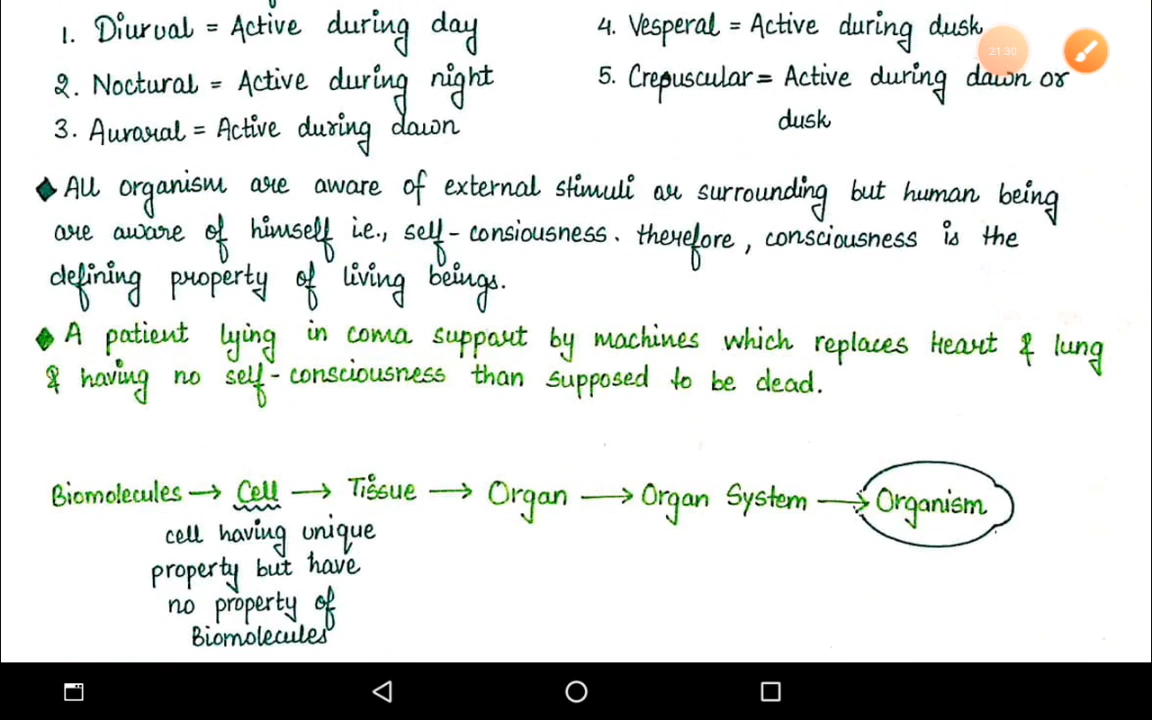 1. Diurual = Active during day
2. Noctural = Active during night
3. Auroral = Active during dawn
4. Vesperal = Active during dusk
5. Crepuscular = Active during dawn or
dusk
21:30
◆ All organism are aware of external stimuli or surrounding but human being
are aware of himself i.e., self-consiousness. therefore, consciousness is the
defining property of living beings.
◆ A patient lying in coma support by machines which replaces Heart & lung
& having no self-consciousness than supposed to be dead.
Biomolecules → Cell → Tissue → Organ → Organ System → Organism
cell having unique
property but have
no property of
Biomolecules